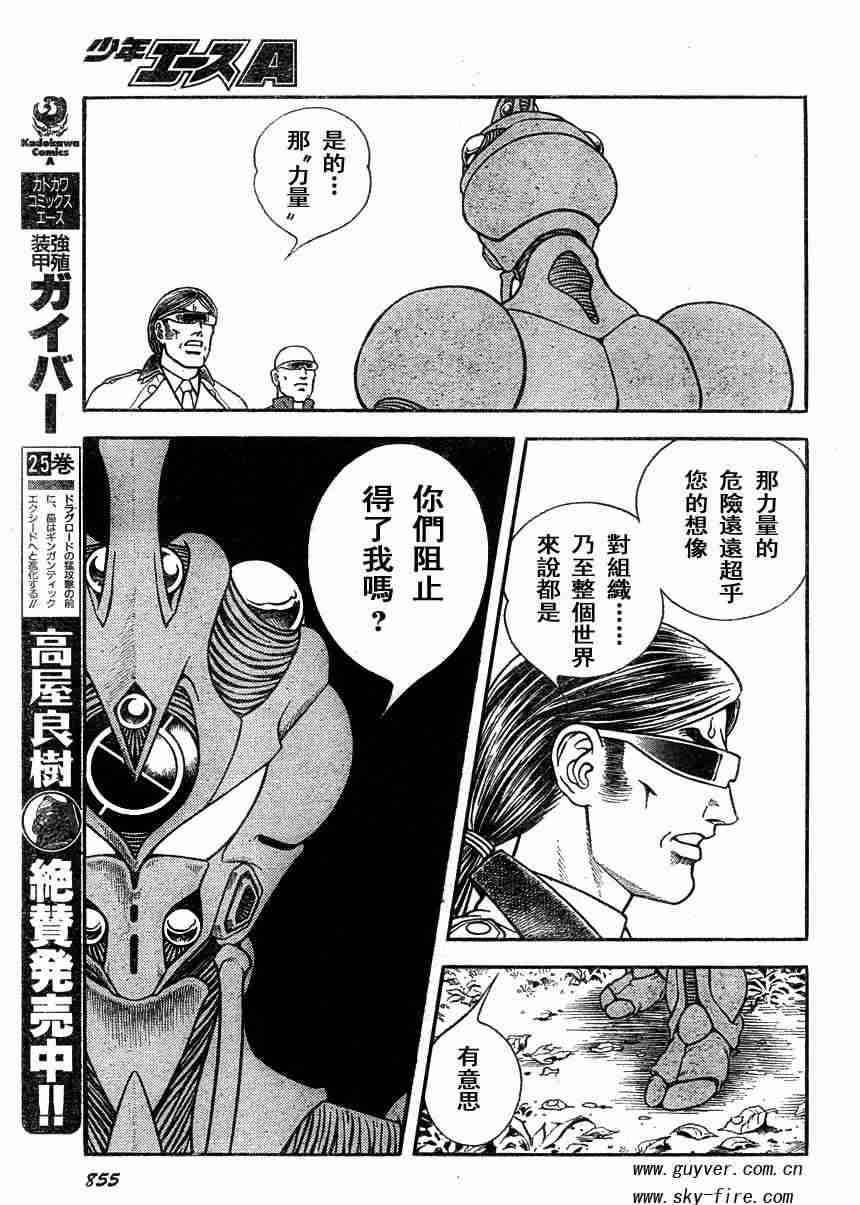 少年エースA
是的…
那〝力量〟
那力量的
危險遠遠超乎
您的想像
對組織……
乃至整個世界
來說都是
有意思
你們阻止
得了我嗎?
Kadokawa
Comics
A
カドカワ
コミックス
エース
強殖
装甲
ガイバー
25巻
ドラグロードの猛攻撃の前
に、晶はギガンティック
エクシードへと進化する!!
高屋良樹
絶賛発売中!!
855
www.guyver.com.cn
www.sky-fire.com